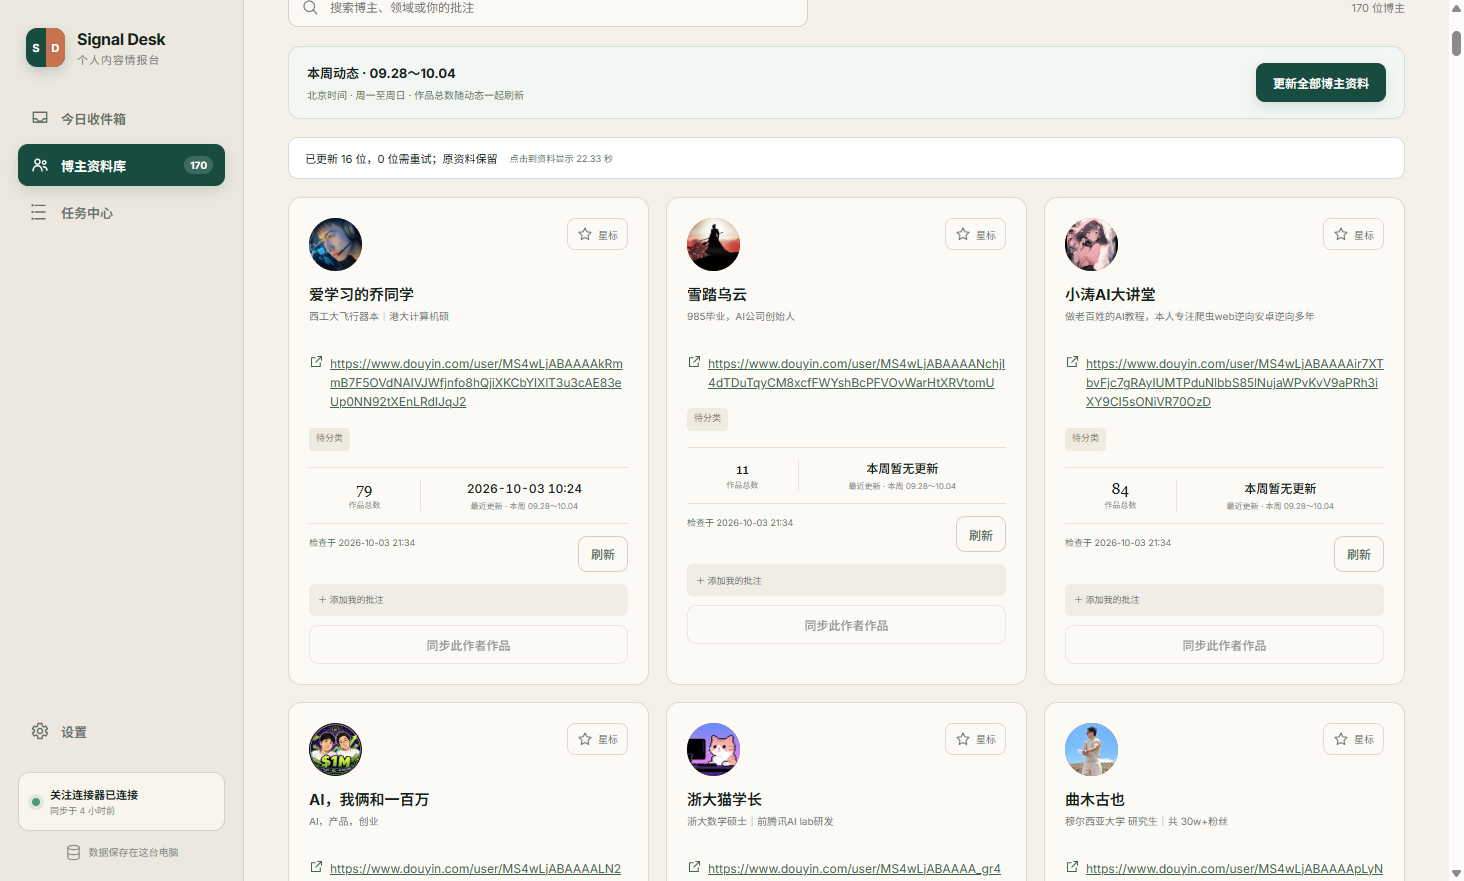 S D
Signal Desk
个人内容情报台
今日收件箱
博主资料库 170
任务中心
设置
关注连接器已连接
同步于 4 小时前
数据保存在这台电脑
搜索博主、领域或你的批注
170 位博主
本周动态 · 09.28～10.04
北京时间 · 周一至周日 · 作品总数随动态一起刷新
更新全部博主资料
已更新 16 位，0 位需重试；原资料保留 点击到资料显示 22.33 秒
星标
爱学习的乔同学
西工大飞行器本｜港大计算机硕
https://www.douyin.com/user/MS4wLjABAAAAkRm
mB7F5OVdNAIVJWfjnfo8hQjiXKCbYIXIT3u3cAE83e
Up0NN92tXEnLRdIJqJ2
待分类
79
作品总数
2026-10-03 10:24
最近更新 · 本周 09.28～10.04
检查于 2026-10-03 21:34
刷新
+ 添加我的批注
同步此作者作品
星标
雪踏乌云
985毕业，AI公司创始人
https://www.douyin.com/user/MS4wLjABAAAANchjI
4dTDuTqyCM8xcfFWYshBcPFVOvWarHtXRVtomU
待分类
11
作品总数
本周暂无更新
最近更新 · 本周 09.28～10.04
检查于 2026-10-03 21:34
刷新
+ 添加我的批注
同步此作者作品
星标
小涛AI大讲堂
做老百姓的AI教程，本人专注爬虫web逆向安卓逆向多年
https://www.douyin.com/user/MS4wLjABAAAAir7XT
bvFjc7gRAyIUMTPduNlbbS85INujaWPvKvV9aPRh3i
XY9CI5sONiVR70OzD
待分类
84
作品总数
本周暂无更新
最近更新 · 本周 09.28～10.04
检查于 2026-10-03 21:34
刷新
+ 添加我的批注
同步此作者作品
$1M
星标
AI，我俩和一百万
AI，产品，创业
https://www.douyin.com/user/MS4wLjABAAAALN2
星标
浙大猫学长
浙大数学硕士｜前腾讯AI lab研发
https://www.douyin.com/user/MS4wLjABAAAA_gr4
星标
曲木古也
穆尔西亚大学 研究生｜共 30w+粉丝
https://www.douyin.com/user/MS4wLjABAAAApLyN